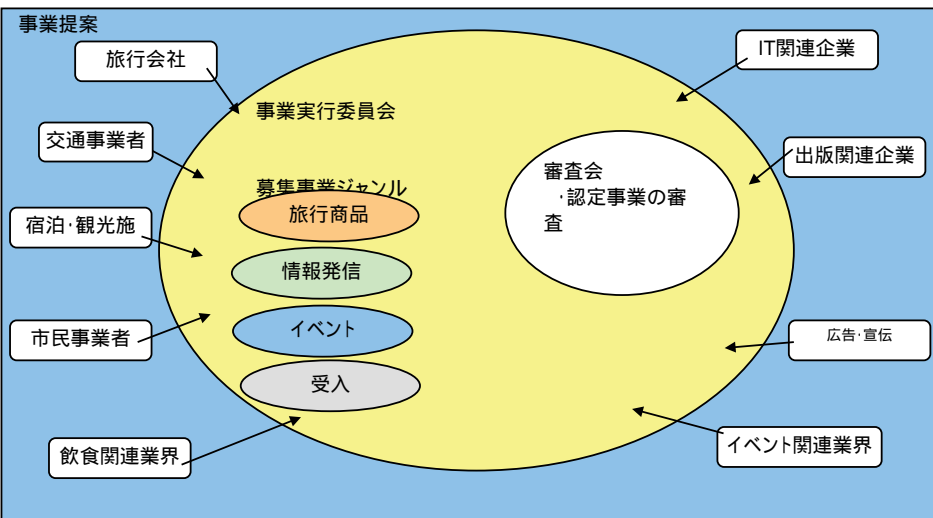 事業提案
旅行会社
IT関連企業
事業実行委員会
交通事業者
出版関連企業
審査会
・認定事業の審
査
募集事業ジャンル
旅行商品
宿泊・観光施
情報発信
イベント
市民事業者
広告・宣伝
受入
飲食関連業界
イベント関連業界